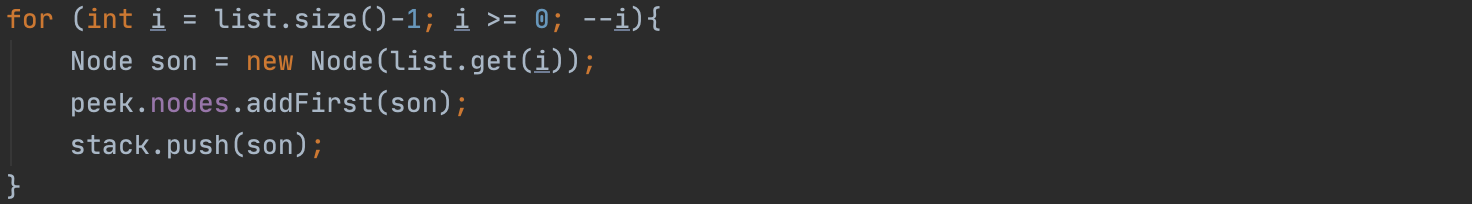 for (int i = list.size()-1; i >= 0; --i){
    Node son = new Node(list.get(i));
    peek.nodes.addFirst(son);
    stack.push(son);
}